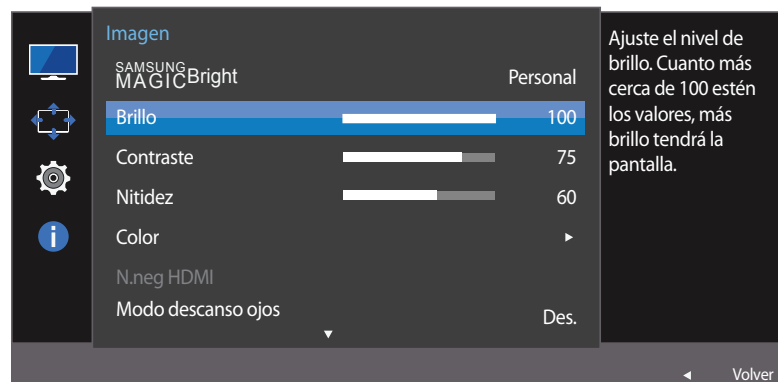 Imagen
SAMSUNG
MAGICBright Personal
Brillo 100
Contraste 75
Nitidez 60
Color
N.neg HDMI
Modo descanso ojos Des.
Ajuste el nivel de
brillo. Cuanto más
cerca de 100 estén
los valores, más
brillo tendrá la
pantalla.
Volver